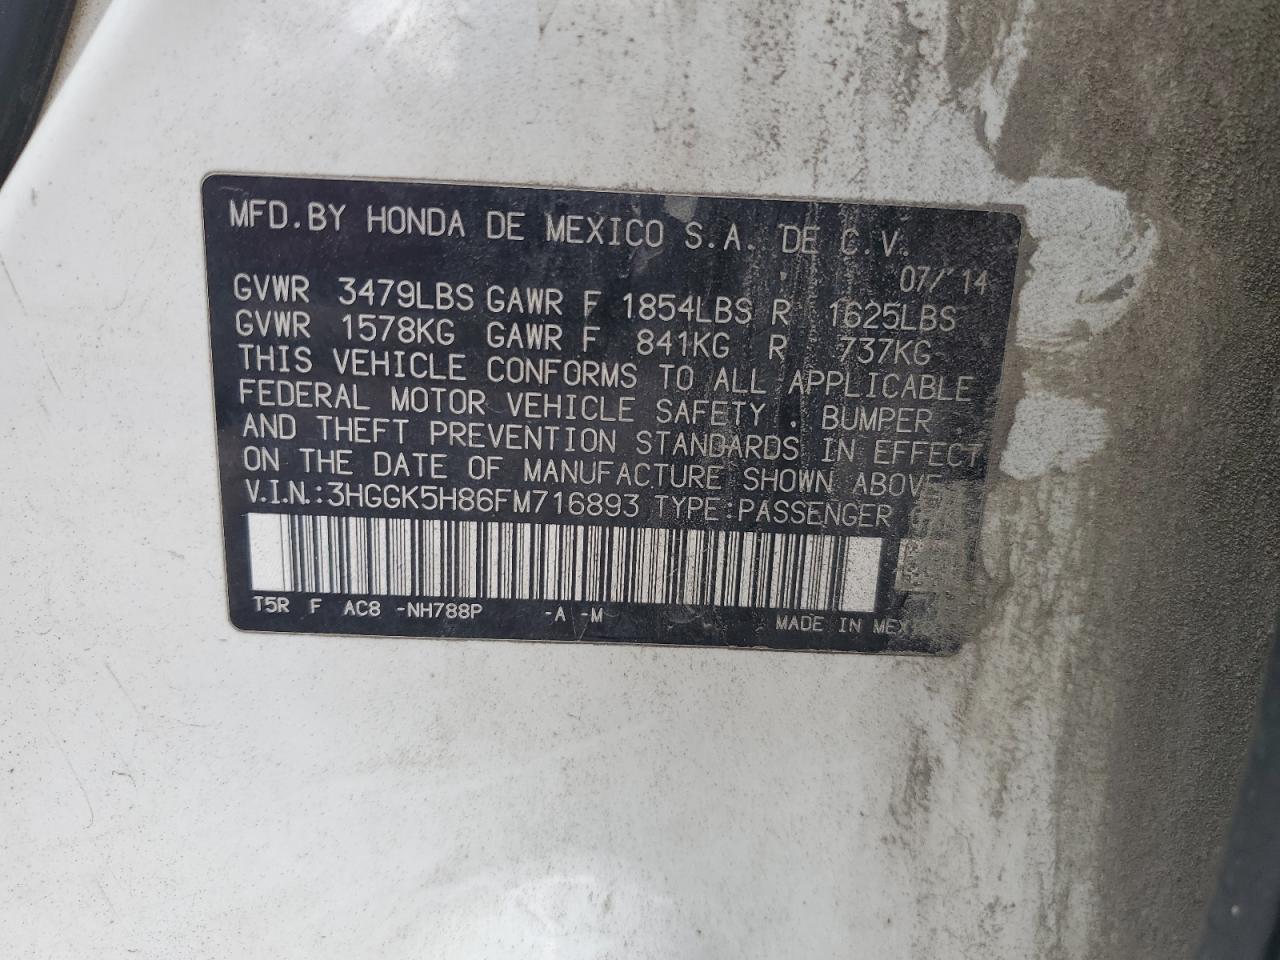 MFD.BY HONDA DE MEXICO S.A. DE C.V.
07/'14
GVWR 3479LBS GAWR F 1854LBS R 1625LBS
GVWR 1578KG GAWR F 841KG R 737KG
THIS VEHICLE CONFORMS TO ALL APPLICABLE
FEDERAL MOTOR VEHICLE SAFETY , BUMPER
AND THEFT PREVENTION STANDARDS IN EFFECT
ON THE DATE OF MANUFACTURE SHOWN ABOVE.
V.I.N.:3HGGK5H86FM716893 TYPE:PASSENGER
T5R F AC8 -NH788P -A -M
MADE IN